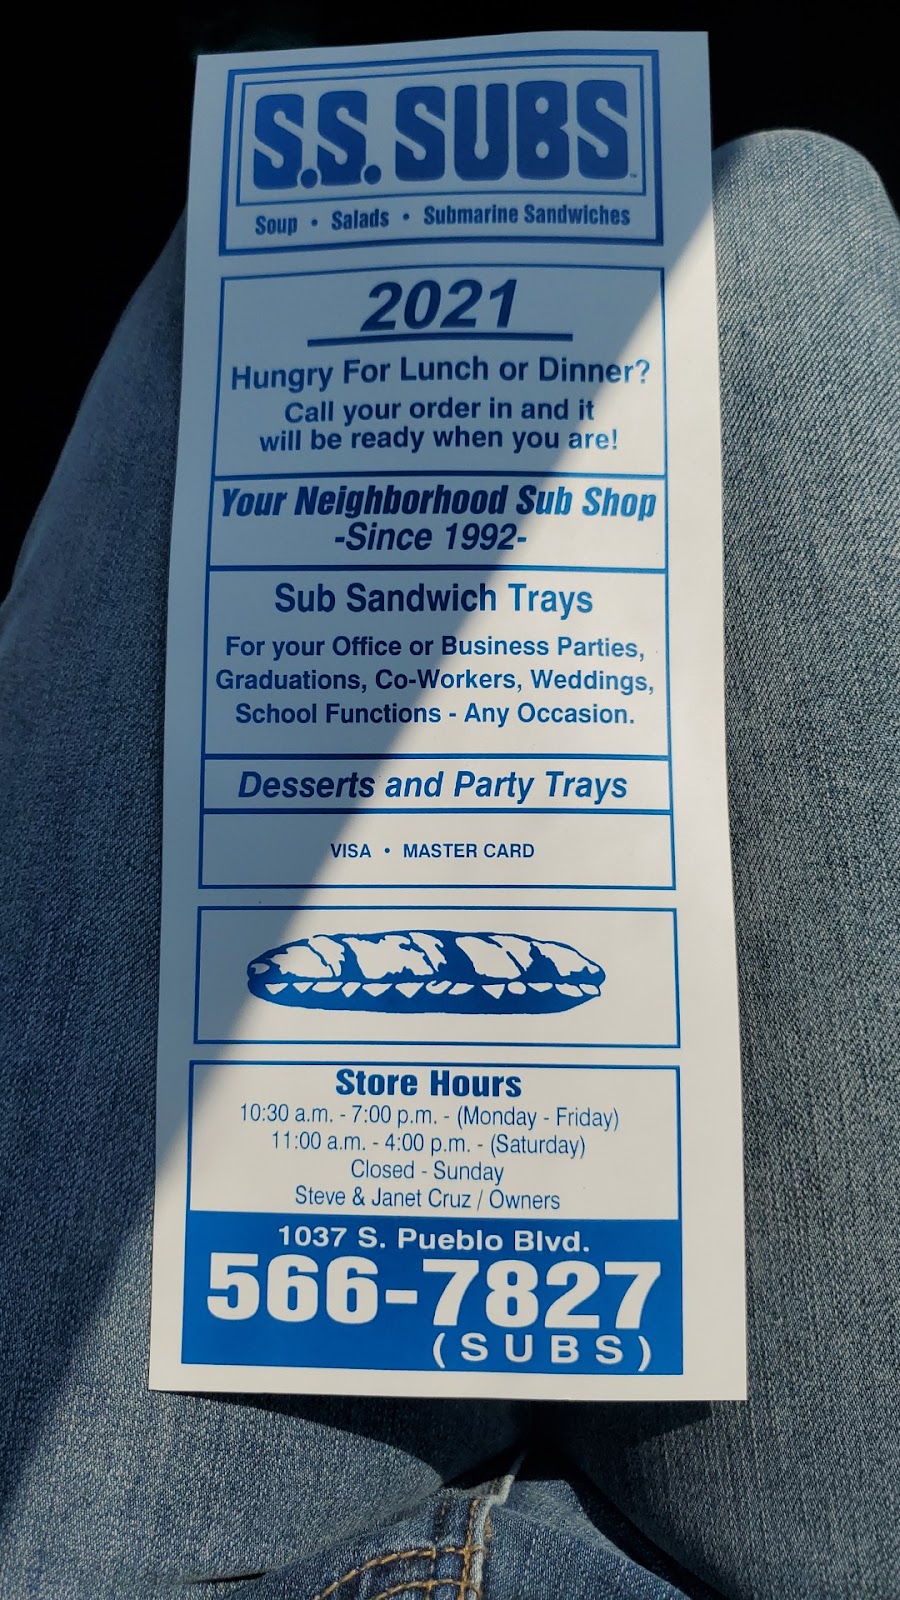 S.S. SUBS™
Soup • Salads • Submarine Sandwiches
2021
Hungry For Lunch or Dinner?
Call your order in and it
will be ready when you are!
Your Neighborhood Sub Shop
-Since 1992-
Sub Sandwich Trays
For your Office or Business Parties,
Graduations, Co-Workers, Weddings,
School Functions - Any Occasion.
Desserts and Party Trays
VISA • MASTER CARD
Store Hours
10:30 a.m. - 7:00 p.m. - (Monday - Friday)
11:00 a.m. - 4:00 p.m. - (Saturday)
Closed - Sunday
Steve & Janet Cruz / Owners
1037 S. Pueblo Blvd.
566-7827
(SUBS)